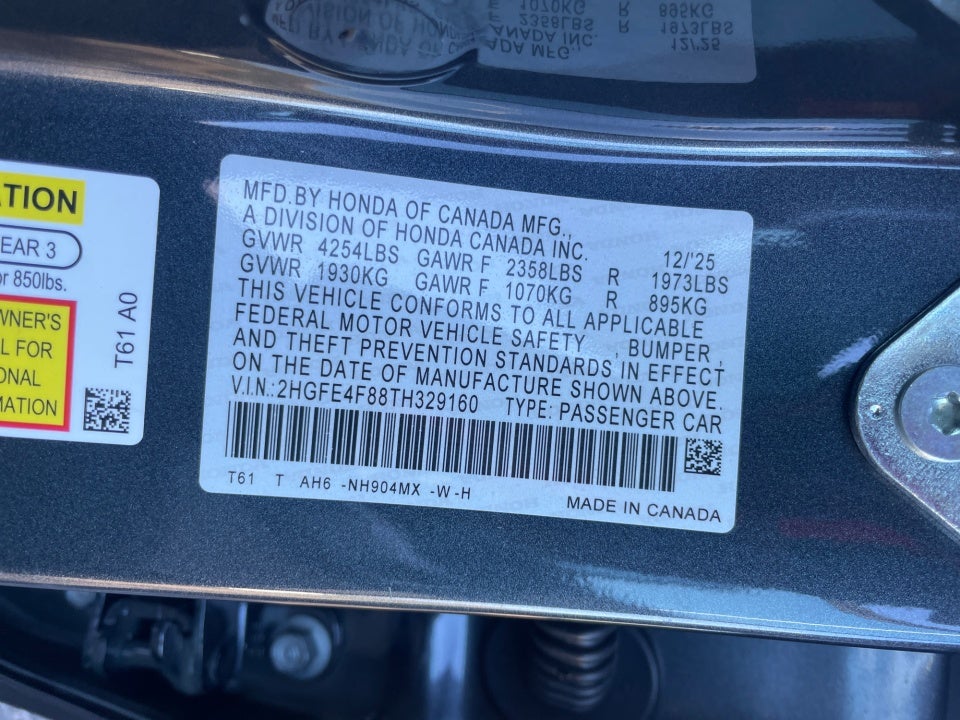 ATION
EAR 3
or 850lbs.
WNER'S
L FOR
ONAL
MATION
T61 A0
MFD.BY HONDA OF CANADA MFG.,
A DIVISION OF HONDA CANADA INC. 12/'25
GVWR 4254LBS GAWR F 2358LBS R 1973LBS
GVWR 1930KG GAWR F 1070KG R 895KG
THIS VEHICLE CONFORMS TO ALL APPLICABLE
FEDERAL MOTOR VEHICLE SAFETY , BUMPER ,
AND THEFT PREVENTION STANDARDS IN EFFECT
ON THE DATE OF MANUFACTURE SHOWN ABOVE.
V.I.N.:2HGFE4F88TH329160 TYPE: PASSENGER CAR
T61 T AH6 -NH904MX -W-H
MADE IN CANADA